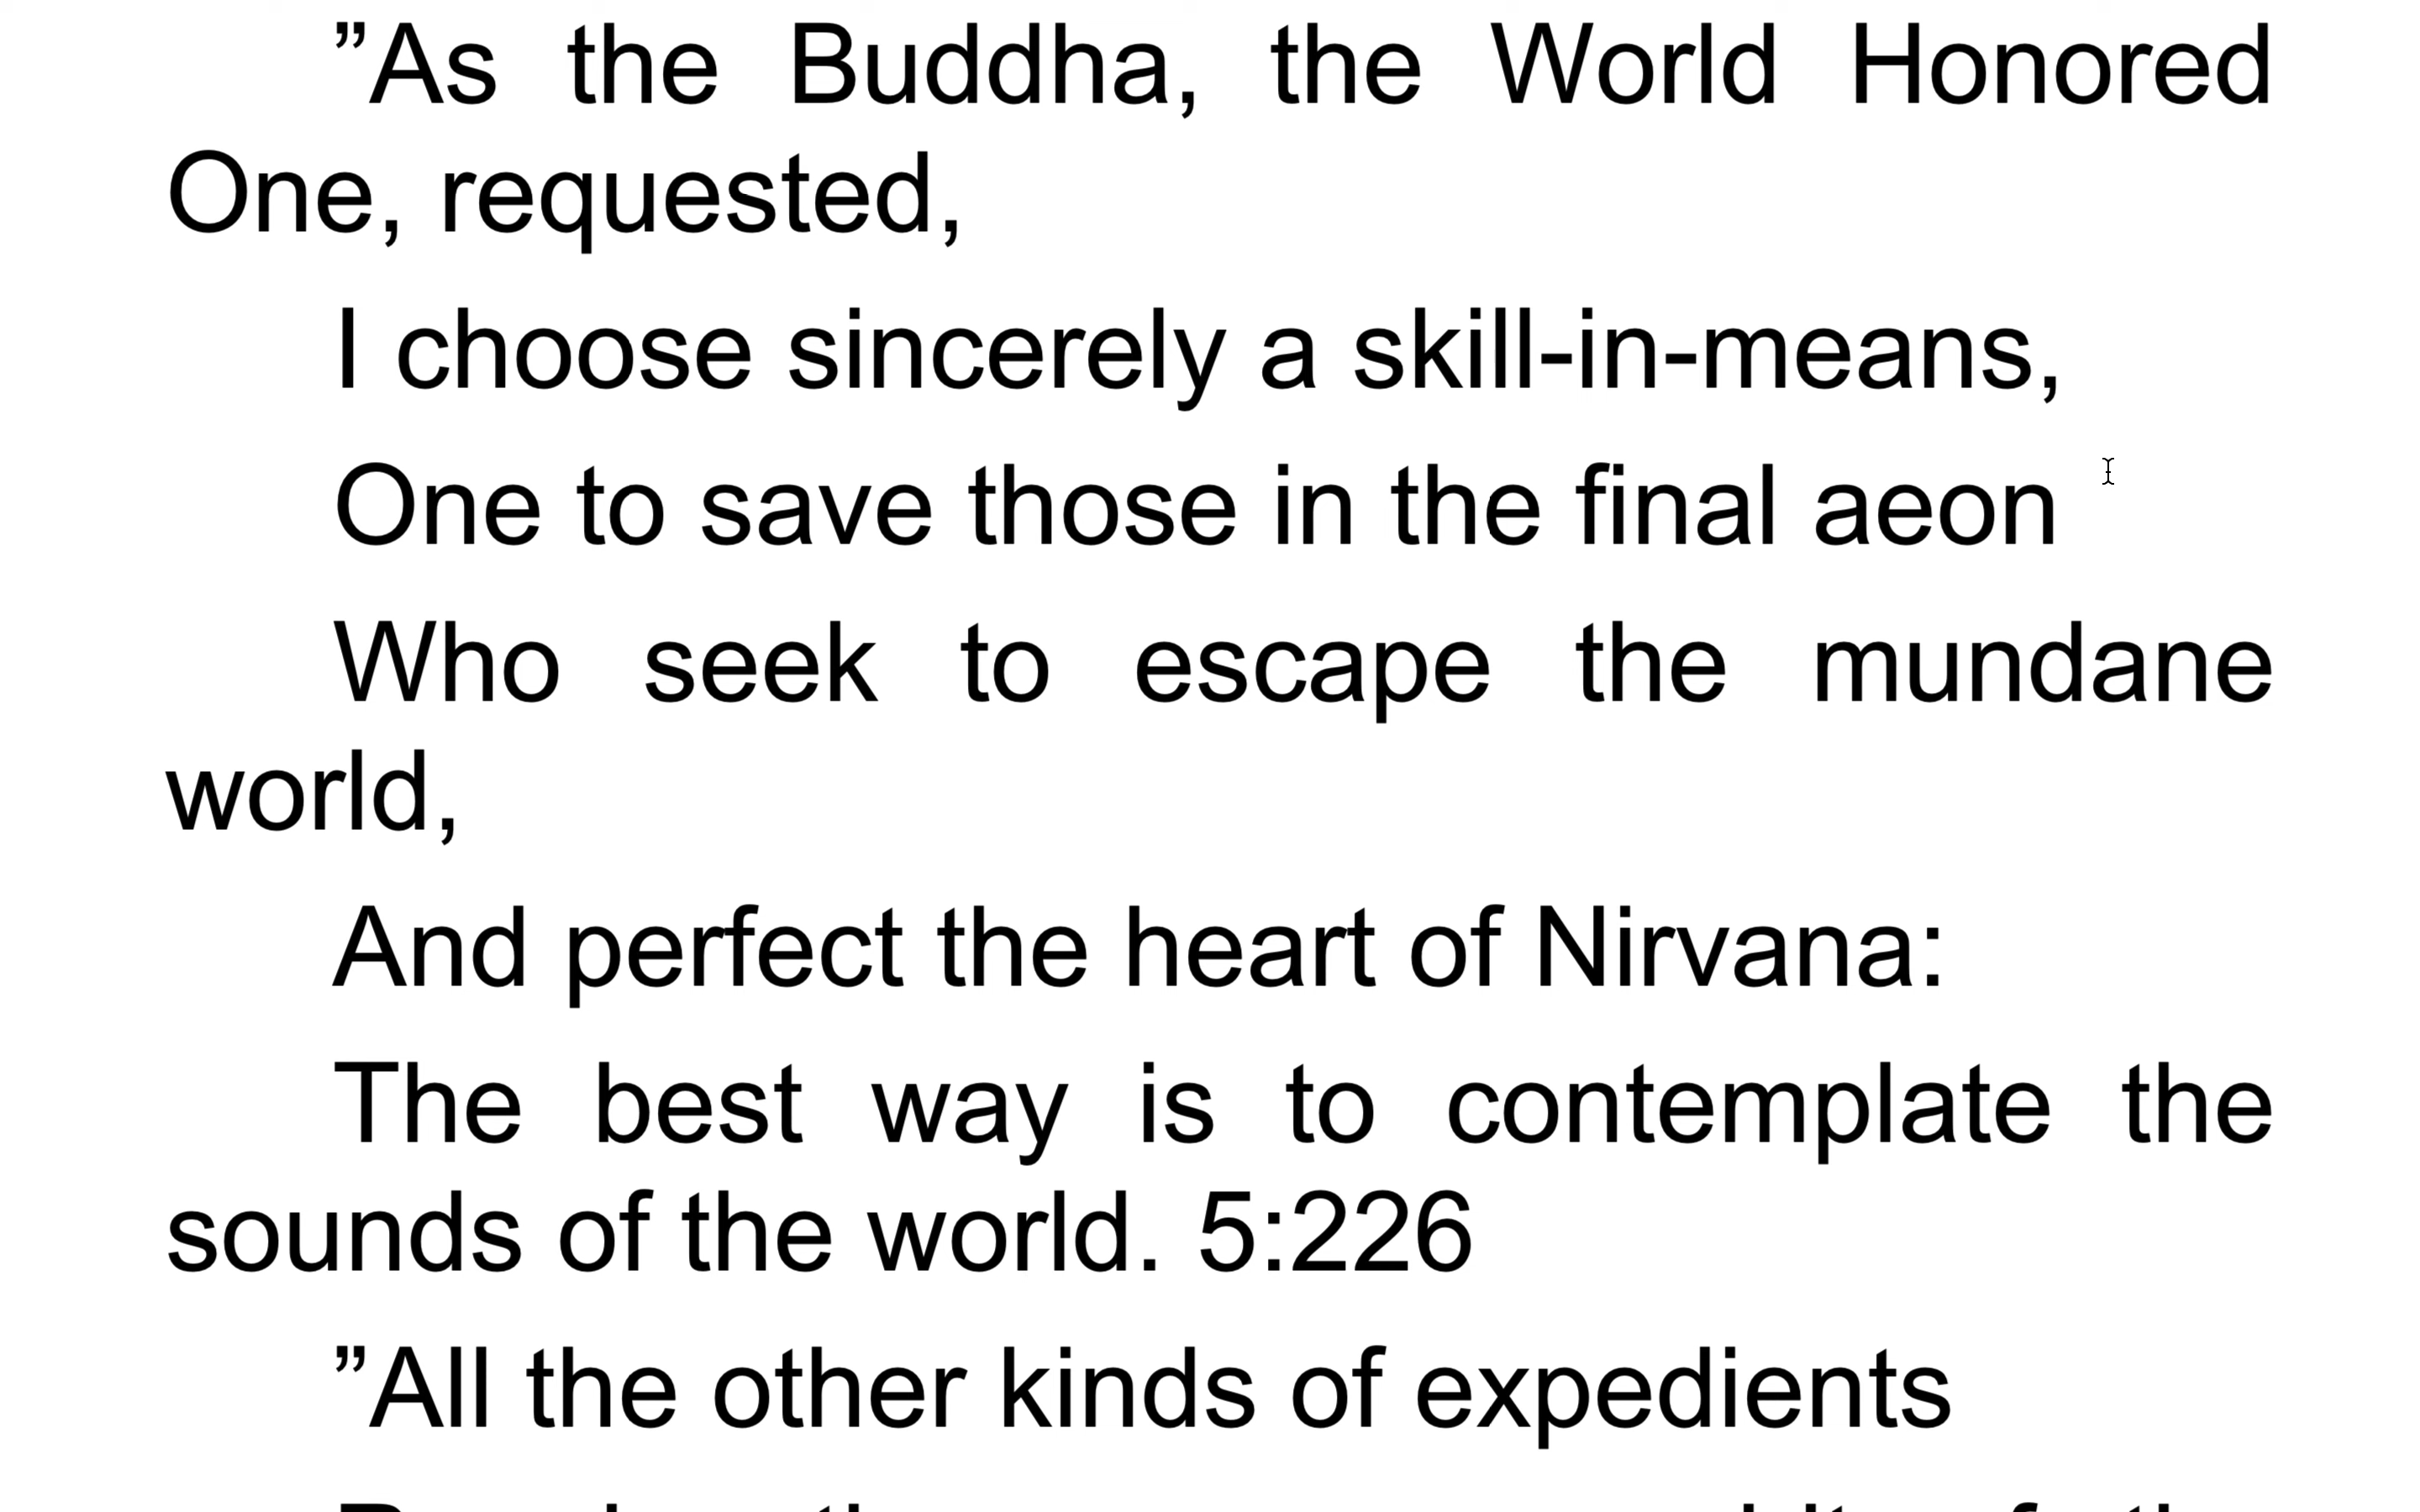 ”As the Buddha, the World Honored
One, requested,
I choose sincerely a skill-in-means,
One to save those in the final aeon
Who seek to escape the mundane
world,
And perfect the heart of Nirvana:
The best way is to contemplate the
sounds of the world. 5:226
”All the other kinds of expedients